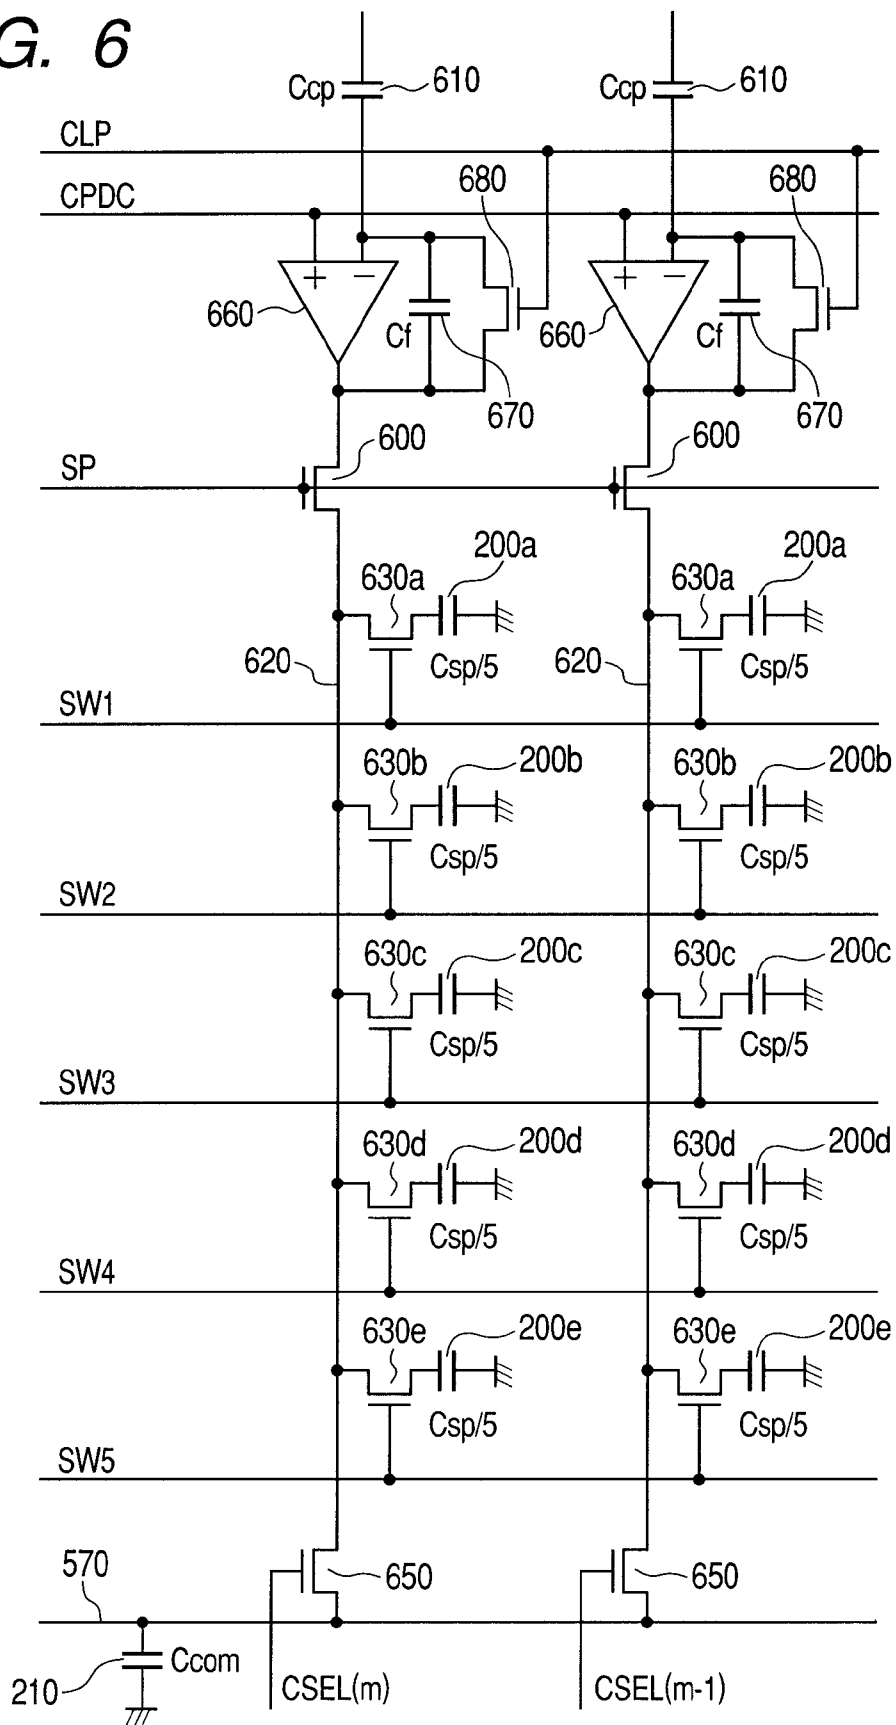 G. 6
Ccp 610 Ccp 610
CLP
680 680
CPDC
+ − + −
660 Cf 660 Cf
670 670
600 600
SP
200a 200a
630a 630a
620 Csp/5 620 Csp/5
SW1
630b 200b 630b 200b
Csp/5 Csp/5
SW2
630c 200c 630c 200c
Csp/5 Csp/5
SW3
630d 200d 630d 200d
Csp/5 Csp/5
SW4
630e 200e 630e 200e
Csp/5 Csp/5
SW5
570 650 650
210 Ccom CSEL(m) CSEL(m-1)